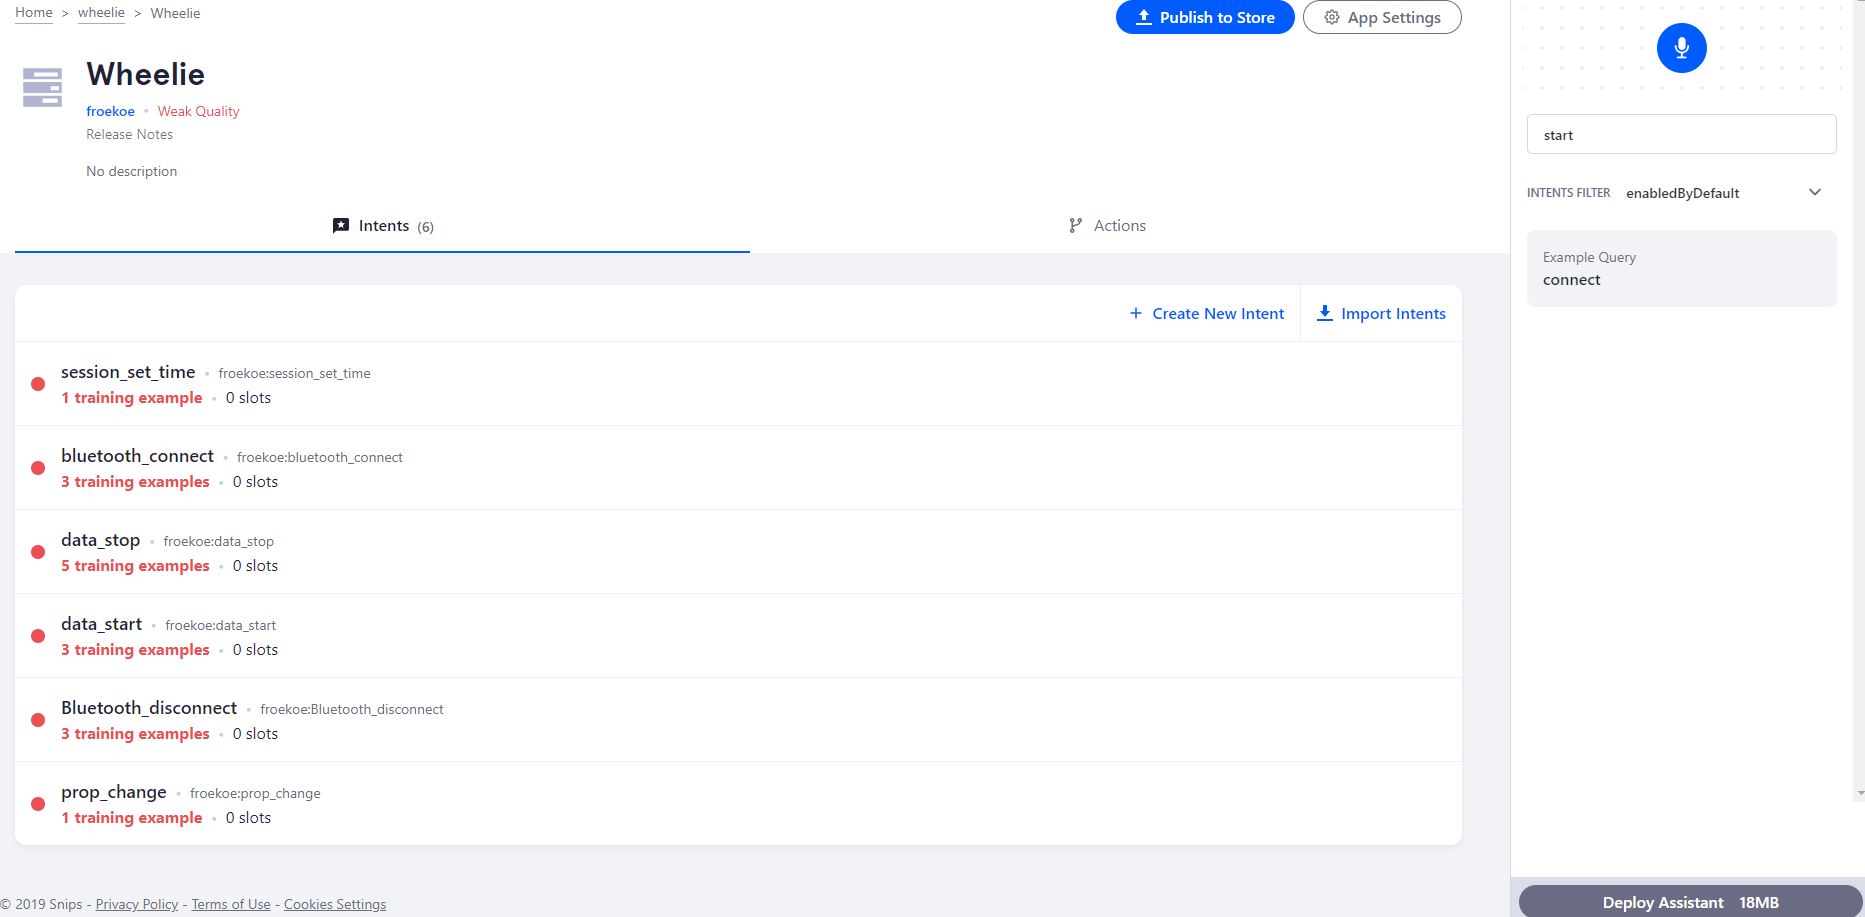 Home > wheelie > Wheelie
Publish to Store
App Settings
Wheelie
froekoe • Weak Quality
Release Notes
No description
Intents (6)
Actions
+ Create New Intent
Import Intents
session_set_time • froekoe:session_set_time
1 training example • 0 slots
bluetooth_connect • froekoe:bluetooth_connect
3 training examples • 0 slots
data_stop • froekoe:data_stop
5 training examples • 0 slots
data_start • froekoe:data_start
3 training examples • 0 slots
Bluetooth_disconnect • froekoe:Bluetooth_disconnect
3 training examples • 0 slots
prop_change • froekoe:prop_change
1 training example • 0 slots
© 2019 Snips - Privacy Policy - Terms of Use - Cookies Settings
start
INTENTS FILTER enabledByDefault
Example Query
connect
Deploy Assistant 18MB